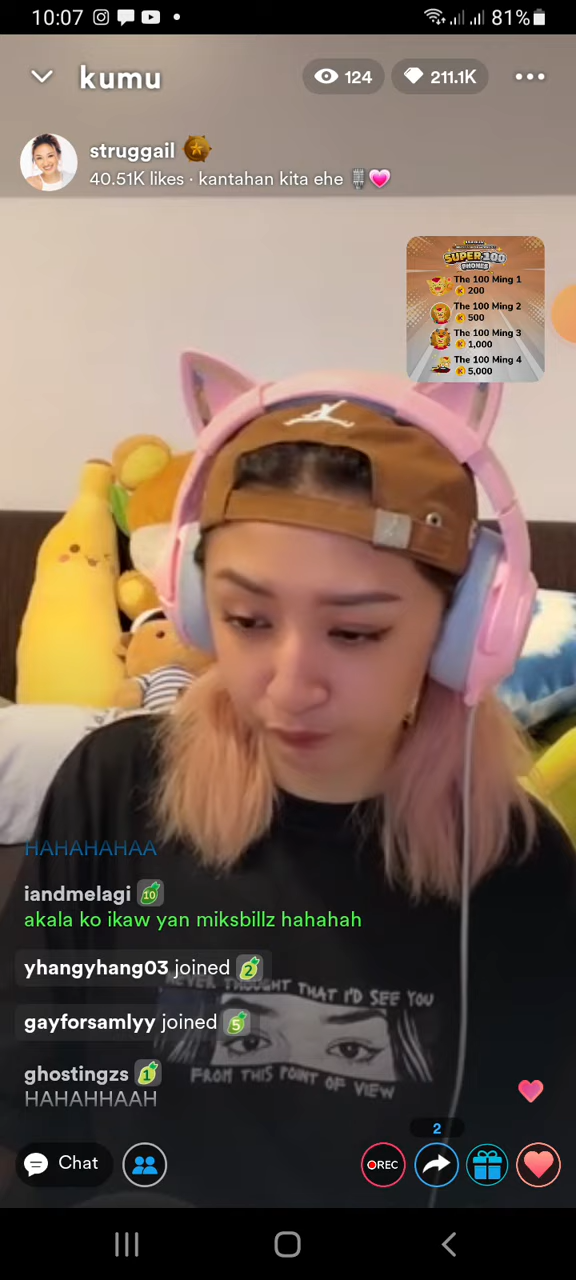 10:07
81%
kumu
124
211.1K
struggail
40.51K likes · kantahan kita ehe
SUPER 100
PHONES
The 100 Ming 1
200
The 100 Ming 2
500
The 100 Ming 3
1,000
The 100 Ming 4
5,000
HAHAHAHAA
iandmelagi 10
akala ko ikaw yan miksbillz hahahah
yhangyhang03 joined 2
NEVER THOUGHT THAT I'D SEE YOU
gayforsamlyy joined 5
ghostingzs 1
FROM THIS POINT OF VIEW
HAHAHHAAH
2
Chat
REC